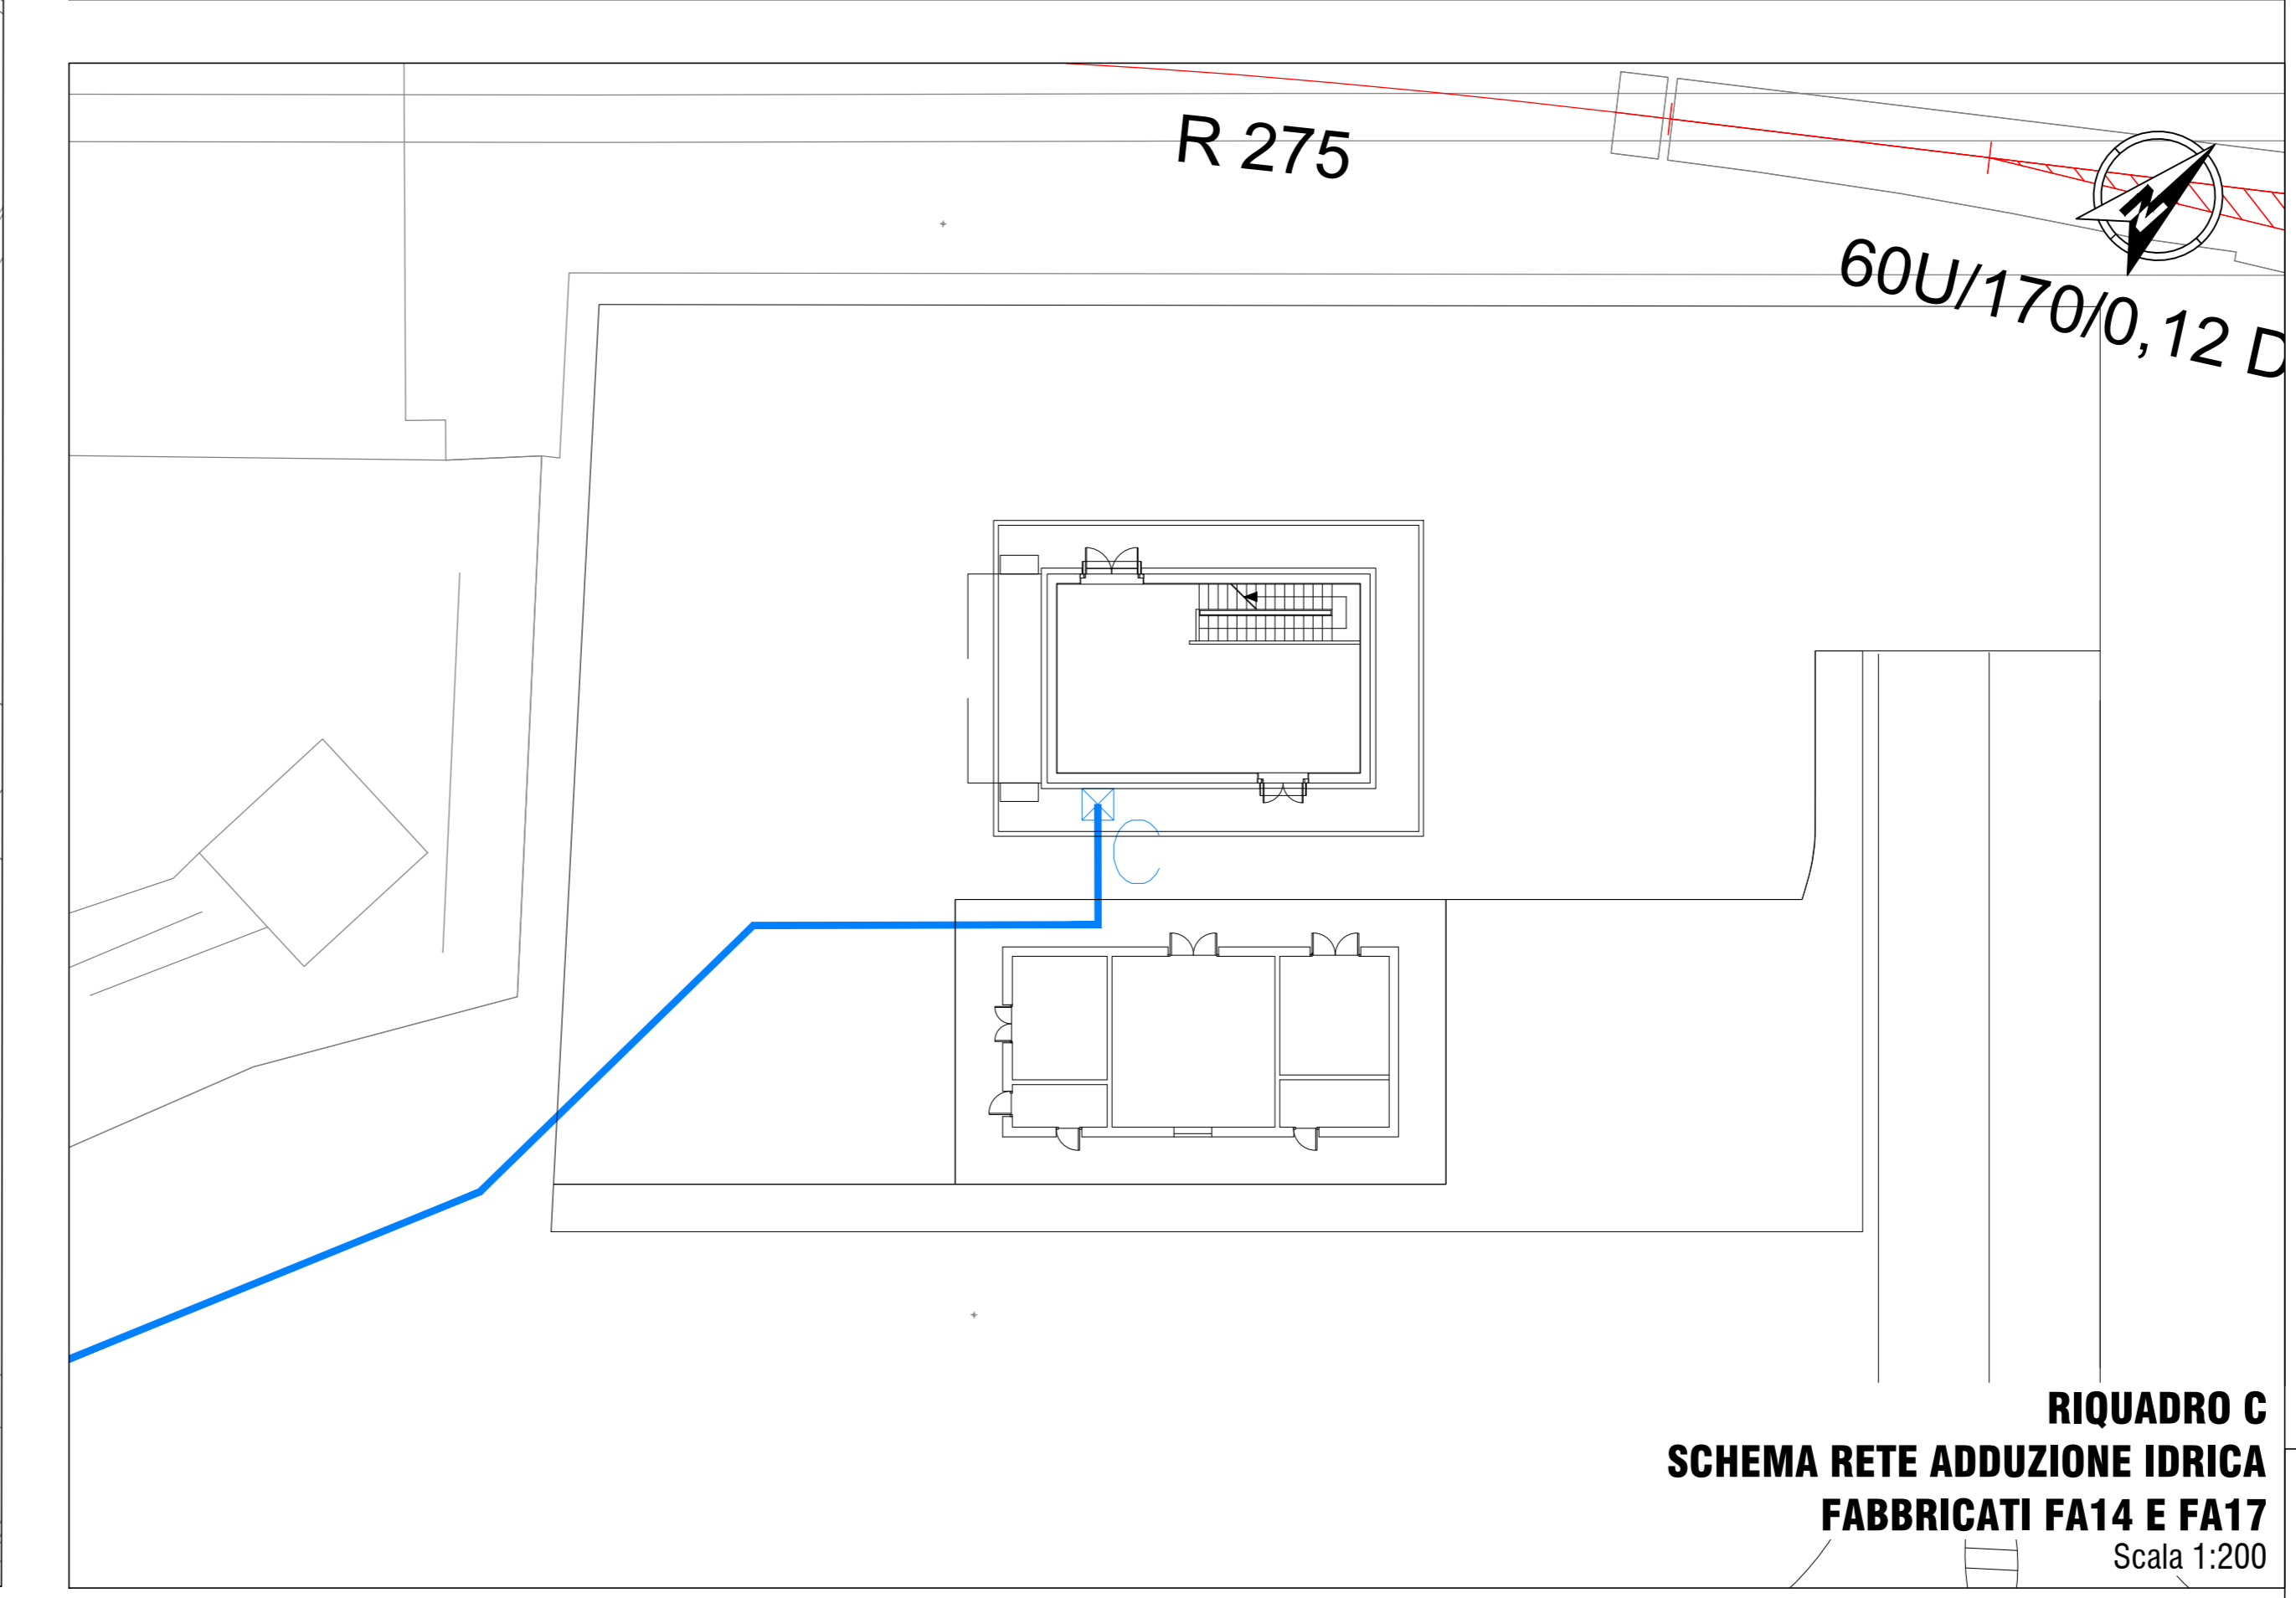 R 275
N
60U/170/0,12 D
C
RIQUADRO C
SCHEMA RETE ADDUZIONE IDRICA
FABBRICATI FA14 E FA17
Scala 1:200